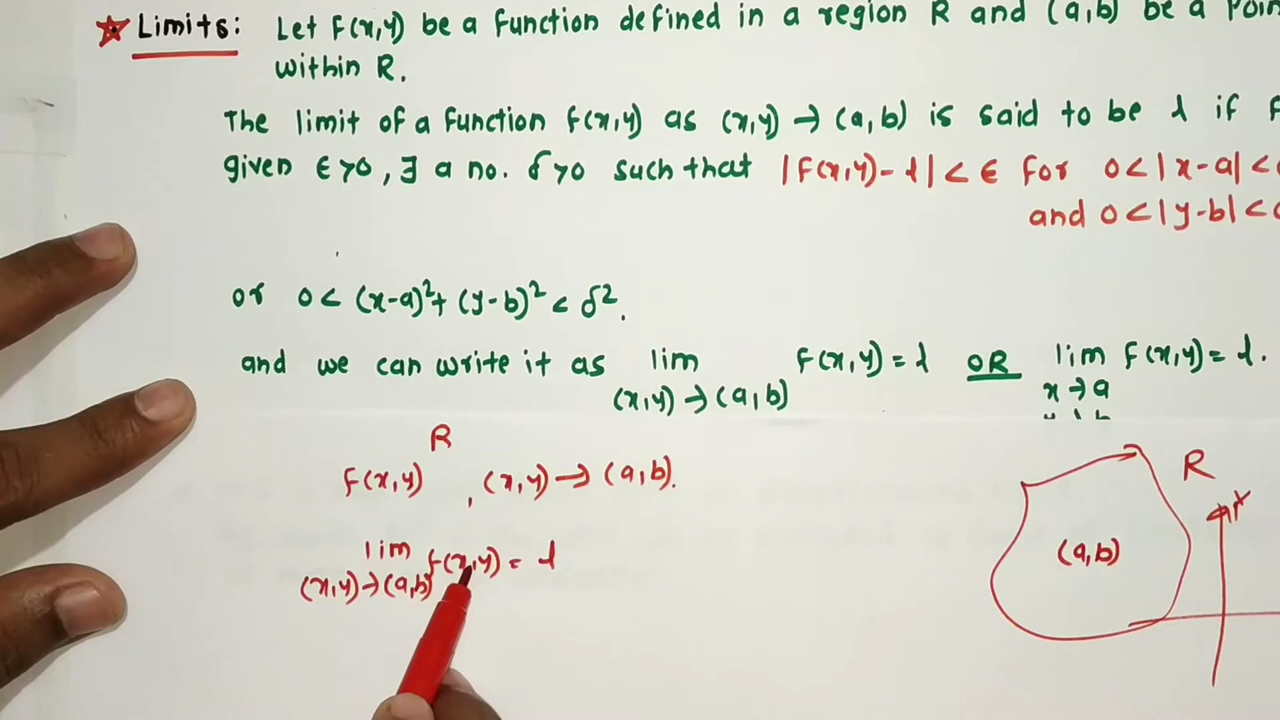 Limits: Let f(x,y) be a function defined in a region R and (a,b) be a Poin
within R.
The limit of a function f(x,y) as (x,y) → (a,b) is said to be l if f
given ϵ>0, ∃ a no. δ>0 such that |f(x,y)-l|<ϵ for 0<|x-a|<
and 0<|y-b|<
or 0< (x-a)²+ (y-b)² < δ².
and we can write it as lim (x,y)→(a,b) f(x,y)=l OR lim x→a f(x,y)=l.
R
f(x,y) , (x,y)→(a,b).
R
(a,b)
lim (x,y)→(a,b) f(x,y) = l